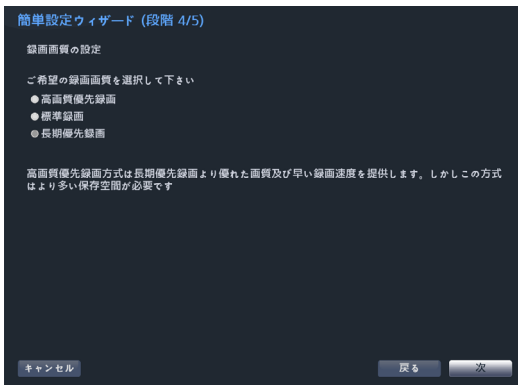 簡単設定ウィザード (段階 4/5)
録画画質の設定
ご希望の録画画質を選択して下さい
高画質優先録画
標準録画
長期優先録画
高画質優先録画方式は長期優先録画より優れた画質及び早い録画速度を提供します。しかしこの方式
はより多い保存空間が必要です
キャンセル
戻る
次